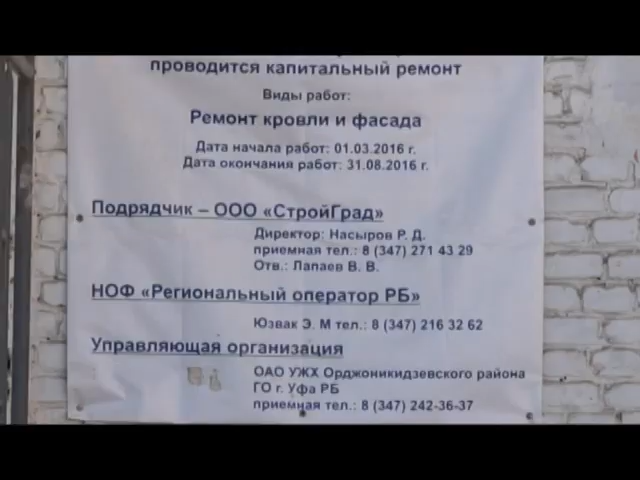 проводится капитальный ремонт
Виды работ:
Ремонт кровли и фасада
Дата начала работ: 01.03.2016 г.
Дата окончания работ: 31.08.2016 г.
Подрядчик – ООО «СтройГрад»
Директор: Насыров Р. Д.
приемная тел.: 8 (347) 271 43 29
Отв.: Лапаев В. В.
НОФ «Региональный оператор РБ»
Юзвак Э. М тел.: 8 (347) 216 32 62
Управляющая организация
ОАО УЖХ Орджоникидзевского района
ГО г. Уфа РБ
приемная тел.: 8 (347) 242-36-37